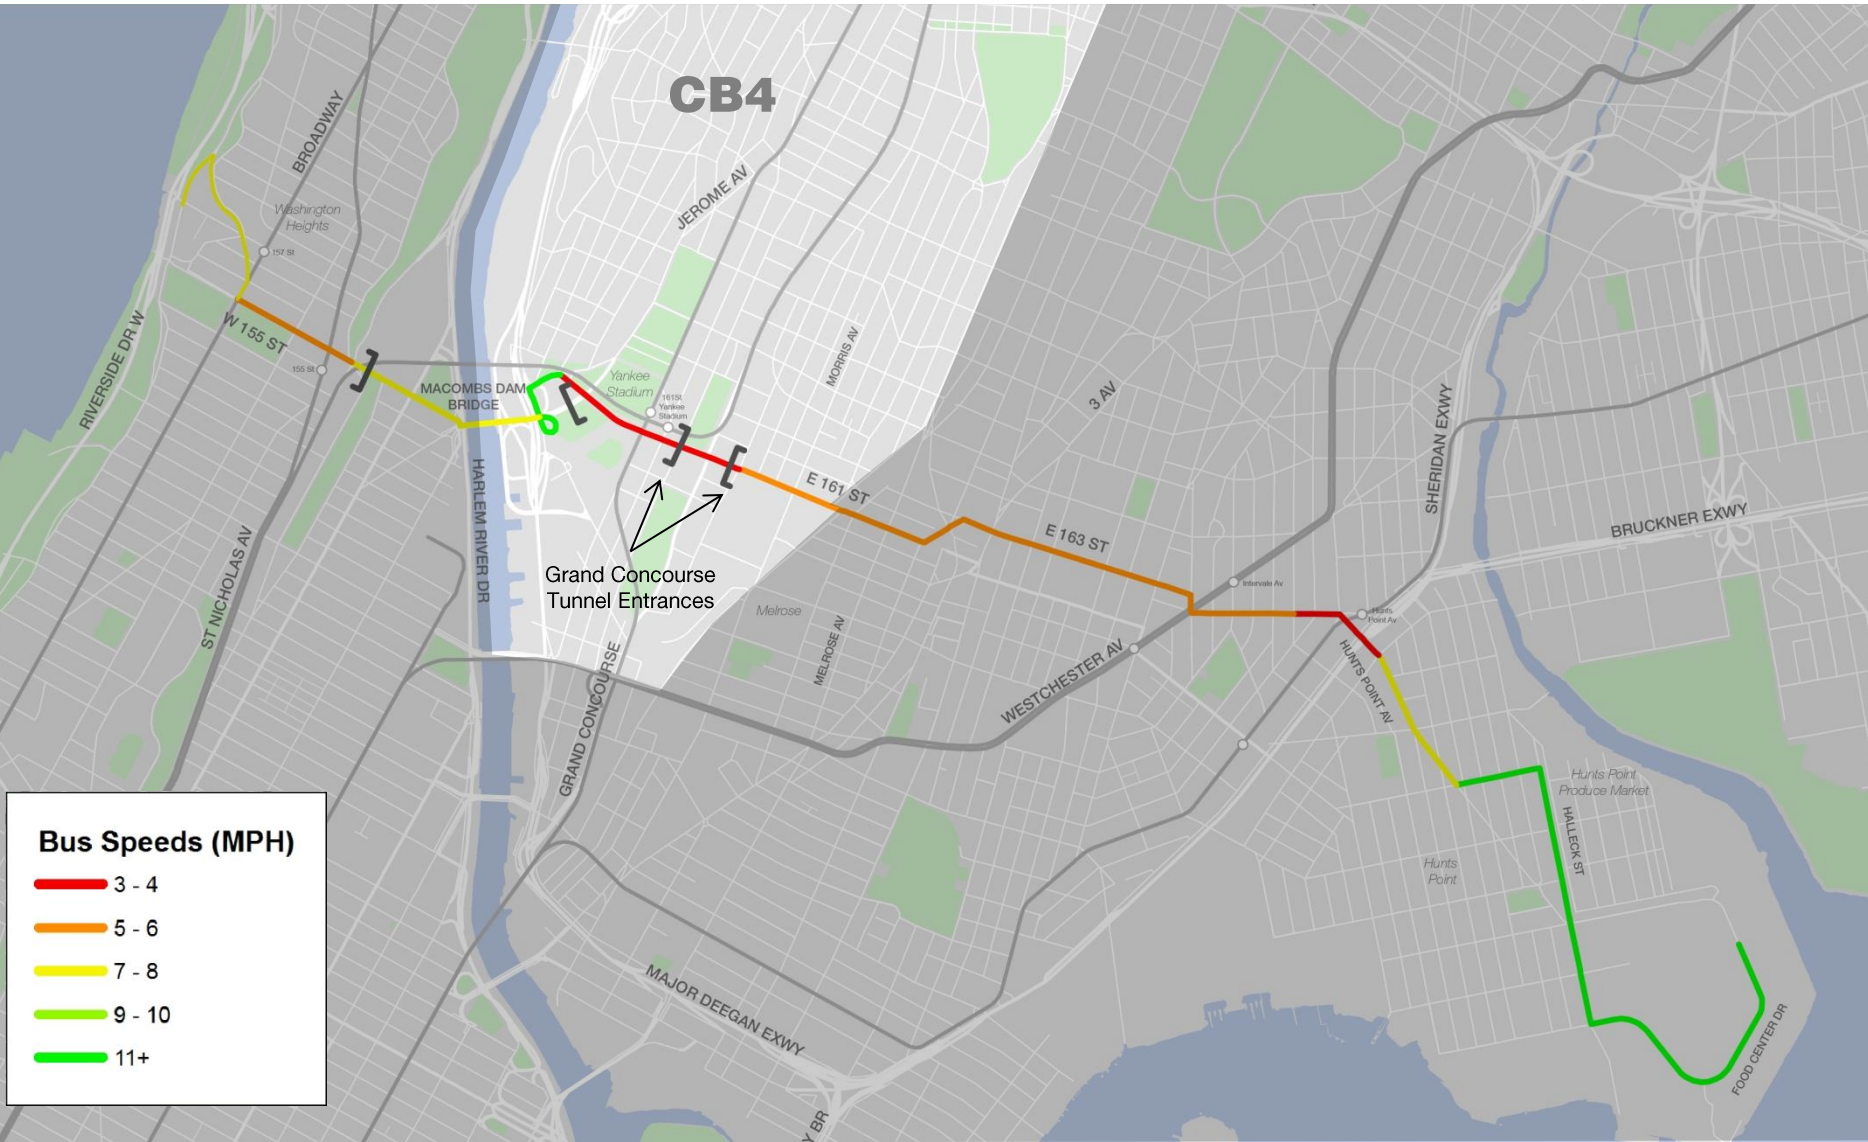 CB4
BROADWAY
JEROME AV
Washington
Heights
157 St
RIVERSIDE DR W
W 155 ST
155 St
MACOMBS DAM
BRIDGE
Yankee
Stadium
161St
Yankee
Stadium
MORRIS AV
3 AV
SHERIDAN EXWY
E 161 ST
E 163 ST
BRUCKNER EXWY
HARLEM RIVER DR
ST NICHOLAS AV
Grand Concourse
Tunnel Entrances
Intervale Av
Hunts
Point Av
Melrose
MELROSE AV
WESTCHESTER AV
HUNTS POINT AV
GRAND CONCOURSE
Hunts Point
Produce Market
HALLECK ST
Hunts
Point
MAJOR DEEGAN EXWY
FOOD CENTER DR
Y BR
Bus Speeds (MPH)
3 - 4
5 - 6
7 - 8
9 - 10
11+